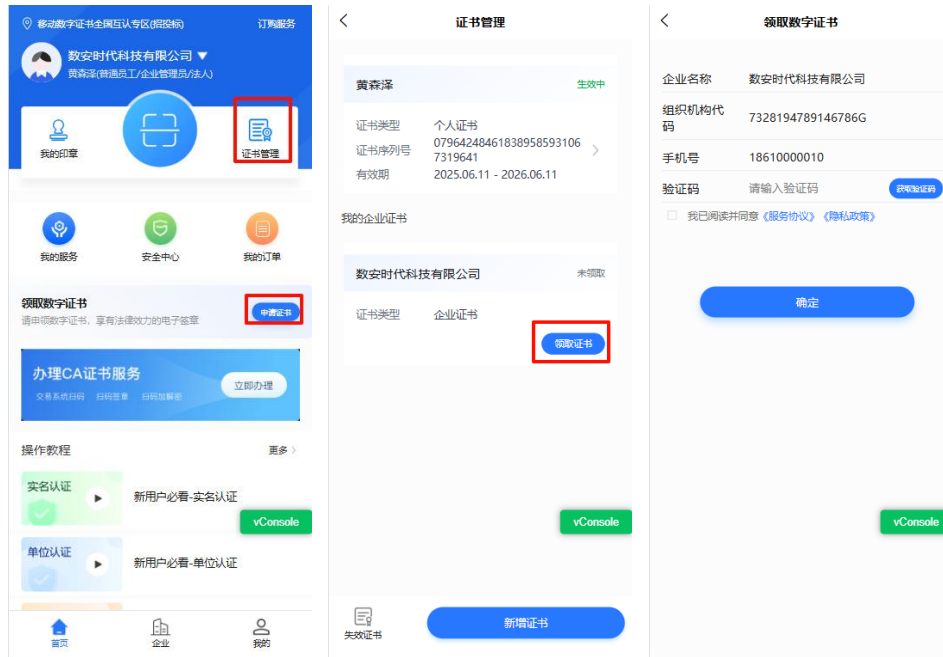 移动数字证书全国互认专区(招投标)
订购服务
数安时代科技有限公司
黄森泽(普通员工/企业管理员/法人)
我的印章
证书管理
我的服务
安全中心
我的订单
领取数字证书
请申领数字证书、享有法律效力的电子签章
申请证书
办理CA证书服务
交易系统扫码 扫码签章 扫码加解密
立即办理
操作教程
更多
实名认证
新用户必看-实名认证
vConsole
单位认证
新用户必看-单位认证
首页
企业
我的
证书管理
黄森泽
生效中
证书类型
个人证书
证书序列号
07964284618389585931067319641
有效期
2025.06.11 - 2026.06.11
我的企业证书
数安时代科技有限公司
未领取
证书类型
企业证书
领取证书
vConsole
失效证书
新增证书
领取数字证书
企业名称
数安时代科技有限公司
组织机构代码
7328194789146786G
手机号
18610000010
验证码
请输入验证码
获取验证码
我已阅读并同意《服务协议》《隐私政策》
确定
vConsole